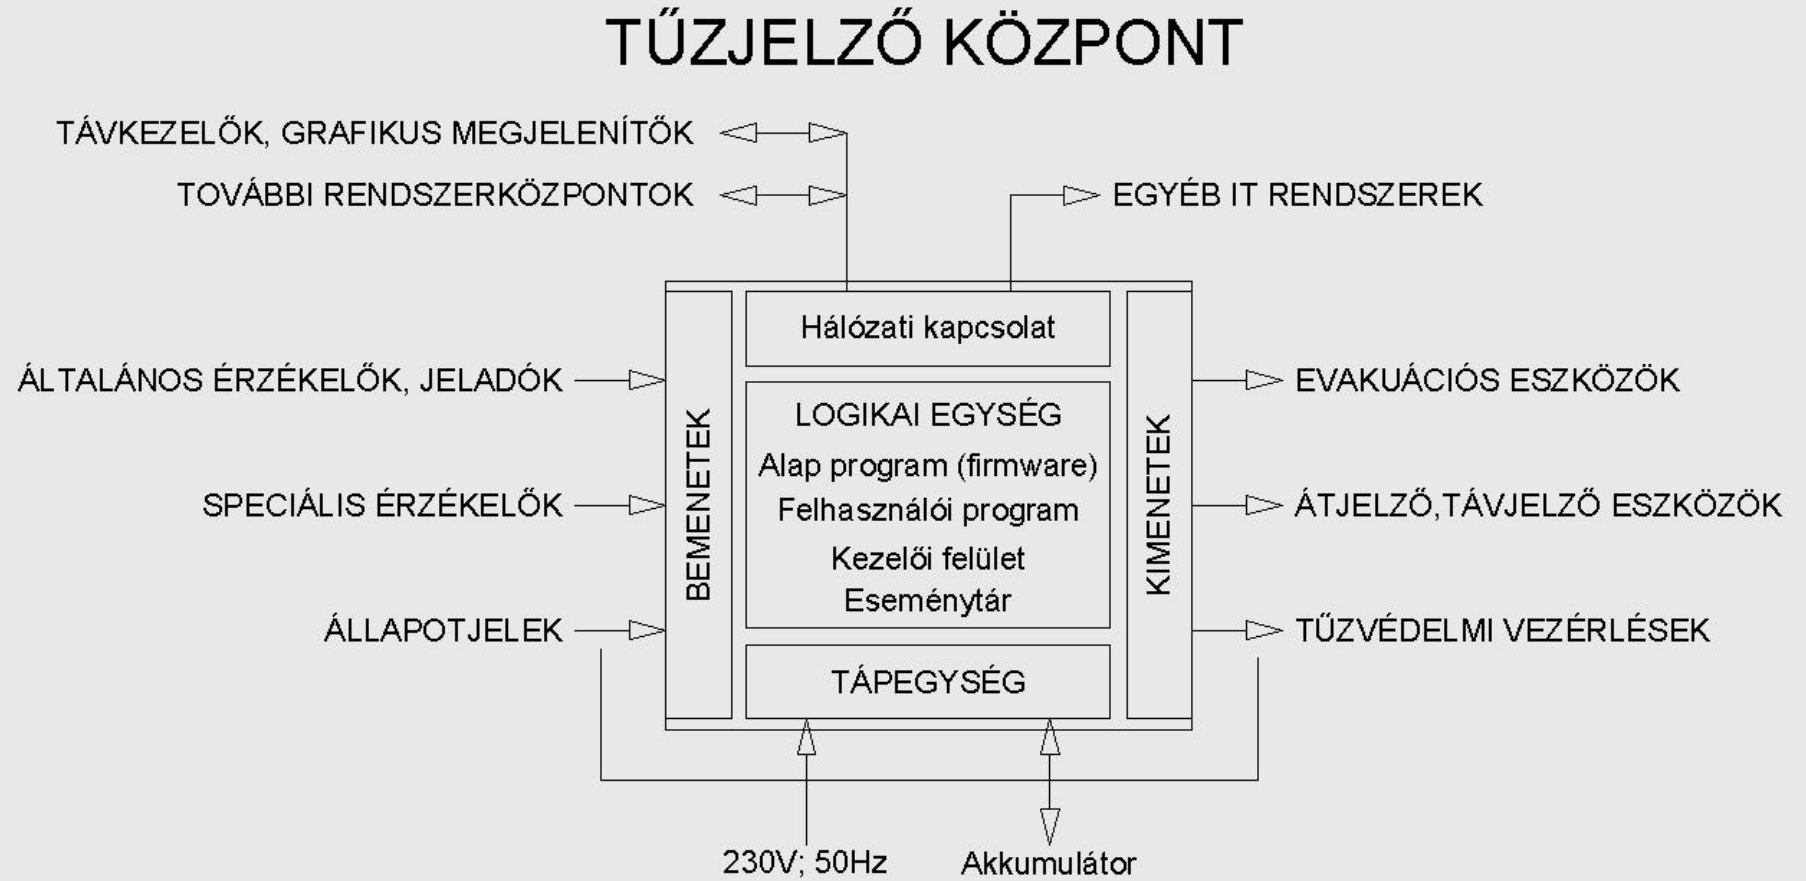 TŰZJELZŐ KÖZPONT
TÁVKEZELŐK, GRAFIKUS MEGJELENÍTŐK
TOVÁBBI RENDSZERKÖZPONTOK
EGYÉB IT RENDSZEREK
Hálózati kapcsolat
ÁLTALÁNOS ÉRZÉKELŐK, JELADÓK
SPECIÁLIS ÉRZÉKELŐK
ÁLLAPOTJELEK
BEMENETEK
LOGIKAI EGYSÉG
Alap program (firmware)
Felhasználói program
Kezelői felület
Eseménytár
TÁPEGYSÉG
KIMENETEK
EVAKUÁCIÓS ESZKÖZÖK
ÁTJELZŐ,TÁVJELZŐ ESZKÖZÖK
TŰZVÉDELMI VEZÉRLÉSEK
230V; 50Hz
Akkumulátor